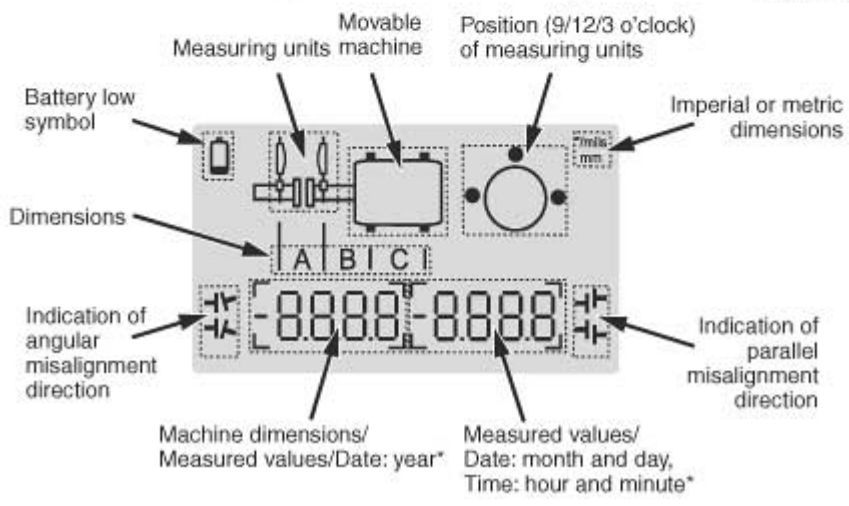 Movable
machine
Measuring units
Position (9/12/3 o'clock)
of measuring units
Battery low
symbol
Imperial or metric
dimensions
"/mils
mm
Dimensions
A B C
-8.8.8.8 -8.8.8.8
Indication of
angular
misalignment
direction
Indication of
parallel
misalignment
direction
Machine dimensions/
Measured values/Date: year*
Measured values/
Date: month and day,
Time: hour and minute*